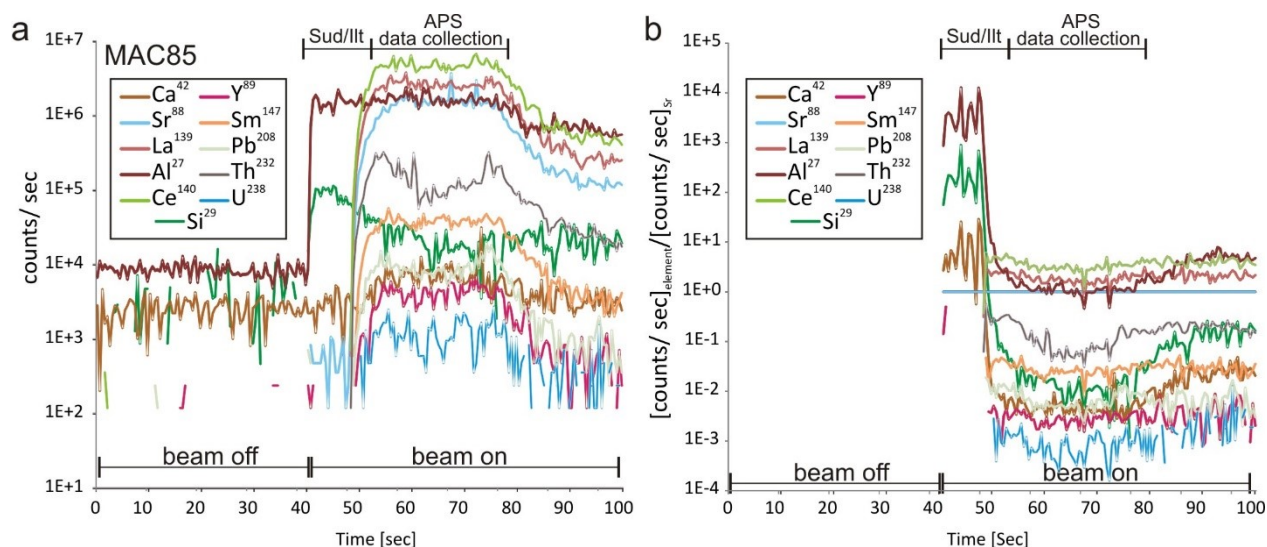 a
MAC85
Sud/Ilt
APS
data collection
1E+7
1E+6
1E+5
1E+4
1E+3
1E+2
1E+1
counts/ sec
Ca42 Y89
Sr88 Sm147
La139 Pb208
Al27 Th232
Ce140 U238
Si29
beam off
beam on
0 10 20 30 40 50 60 70 80 90 100
Time [sec]
b
Sud/Ilt
APS
data collection
1E+5
1E+4
1E+3
1E+2
1E+1
1E+0
1E-1
1E-2
1E-3
1E-4
[counts/ sec]element/[counts/ sec]Sr
Ca42 Y89
Sr88 Sm147
La139 Pb208
Al27 Th232
Ce140 U238
Si29
beam off
beam on
0 10 20 30 40 50 60 70 80 90 100
Time [Sec]